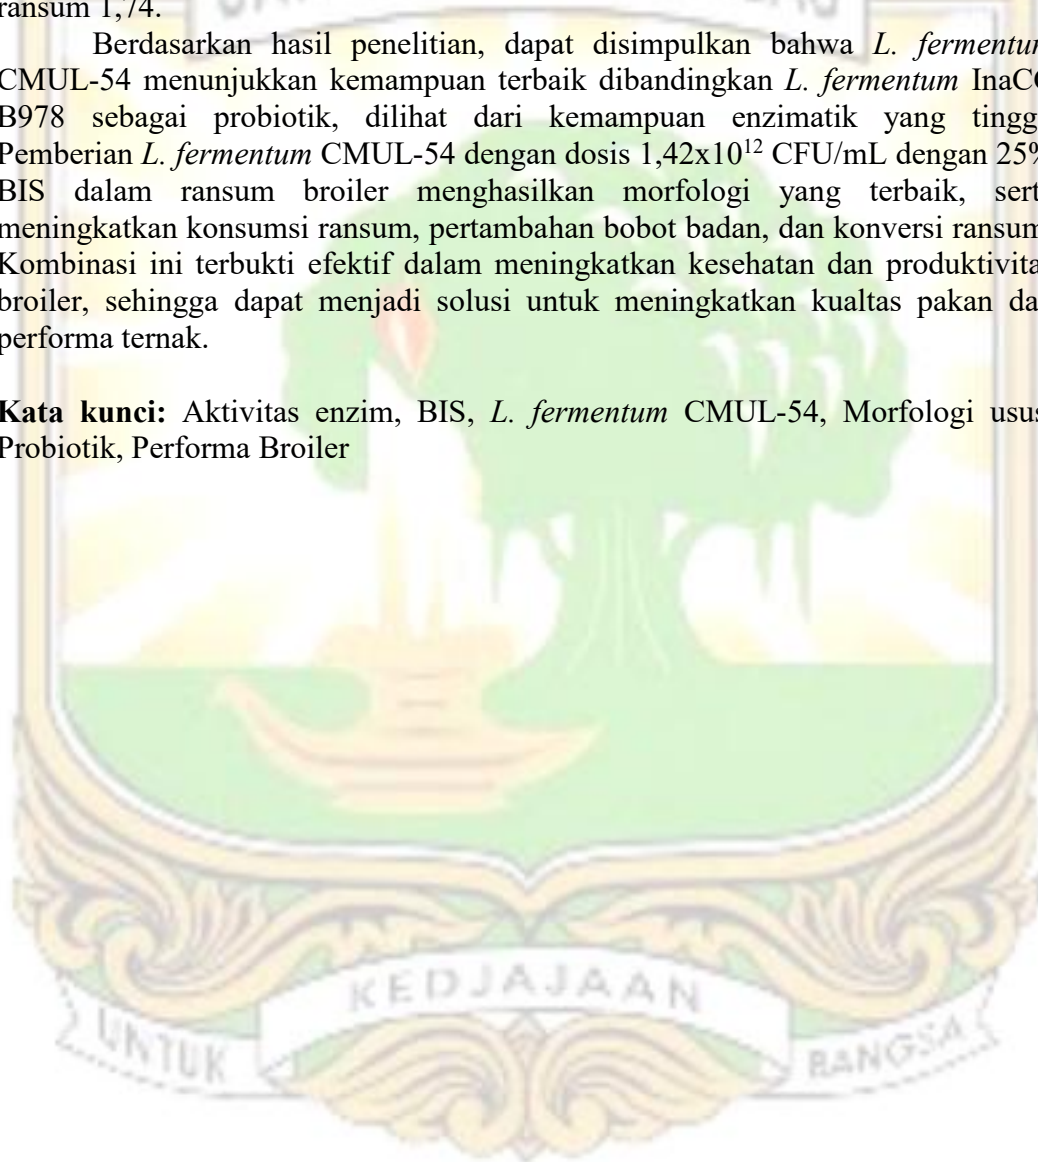 ransum 1,74.
Berdasarkan hasil penelitian, dapat disimpulkan bahwa L. fermentum
CMUL-54 menunjukkan kemampuan terbaik dibandingkan L. fermentum InaCC
B978 sebagai probiotik, dilihat dari kemampuan enzimatik yang tingg
Pemberian L. fermentum CMUL-54 dengan dosis 1,42x10¹² CFU/mL dengan 25%
BIS dalam ransum broiler menghasilkan morfologi yang terbaik, sert
meningkatkan konsumsi ransum, pertambahan bobot badan, dan konversi ransum
Kombinasi ini terbukti efektif dalam meningkatkan kesehatan dan produktivita
broiler, sehingga dapat menjadi solusi untuk meningkatkan kualtas pakan da
performa ternak.
Kata kunci: Aktivitas enzim, BIS, L. fermentum CMUL-54, Morfologi usus
Probiotik, Performa Broiler
KEDJAJAAN
UNTUK BANGSA